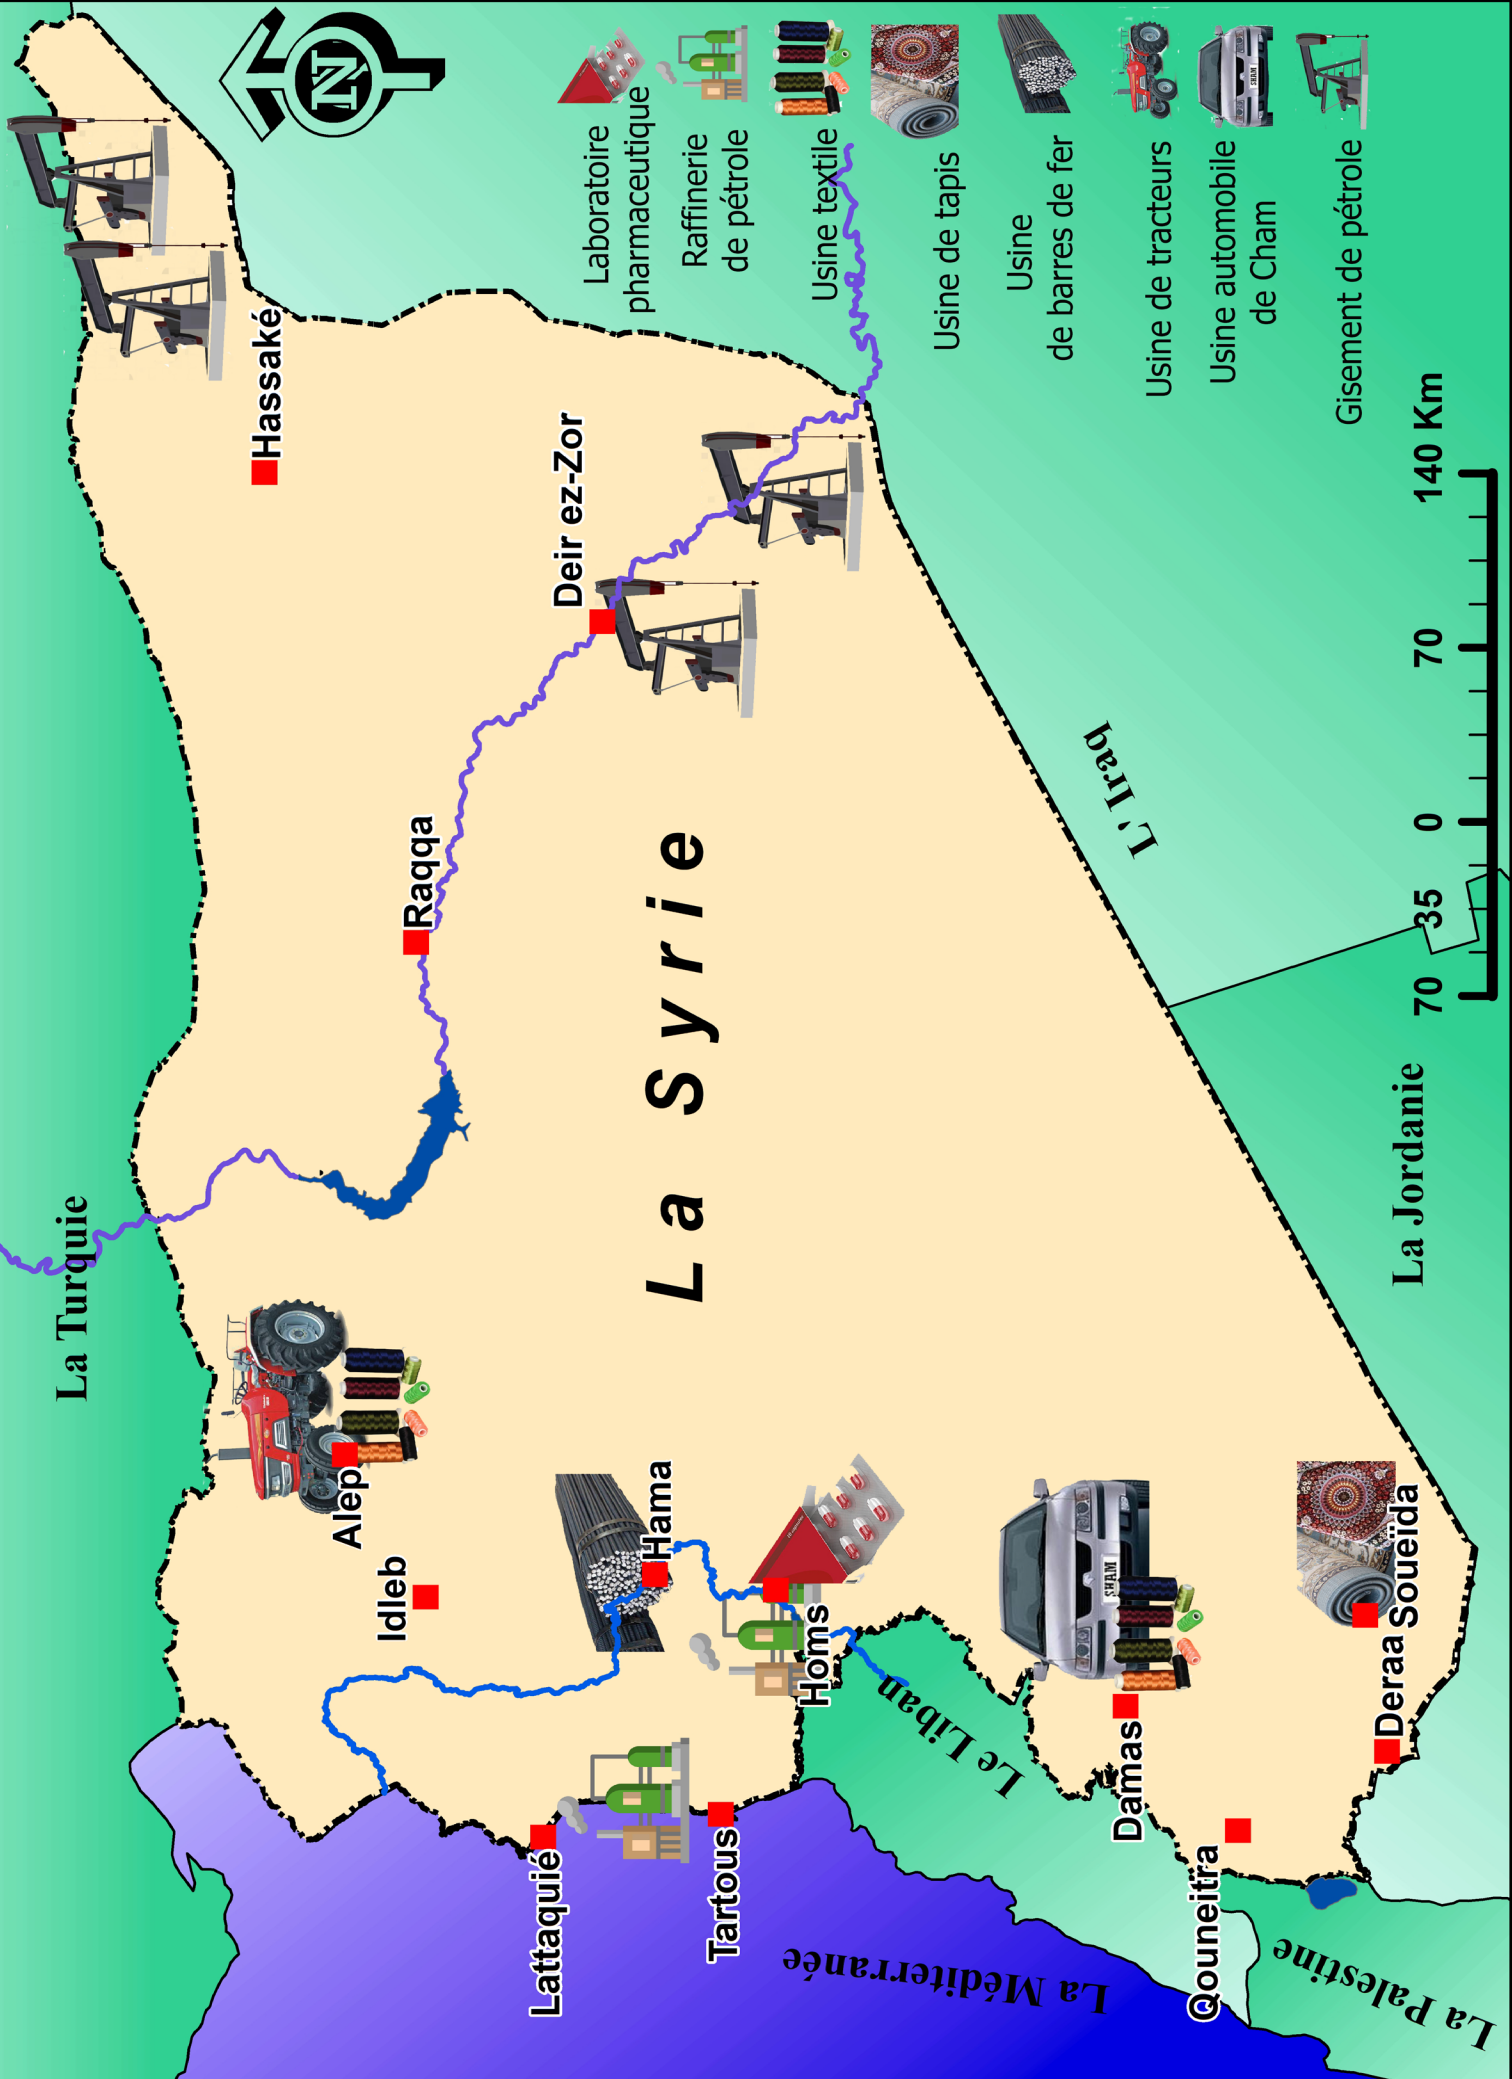 La Turquie
N
Hassaké
Alep
Idleb
Raqqa
Lattaquié
Deir ez-Zor
Hama
La Syrie
Tartous
Homs
La Méditerranée
Le Liban
Damas
SHAM
Qouneitra
Deraa
Soueïda
La Palestine
La Jordanie
L' Iraq
Laboratoire
pharmaceutique
Raffinerie
de pétrole
Usine textile
Usine de tapis
Usine
de barres de fer
Usine de tracteurs
Usine automobile
de Cham
SHAM
Gisement de pétrole
70 35 0 70 140 Km